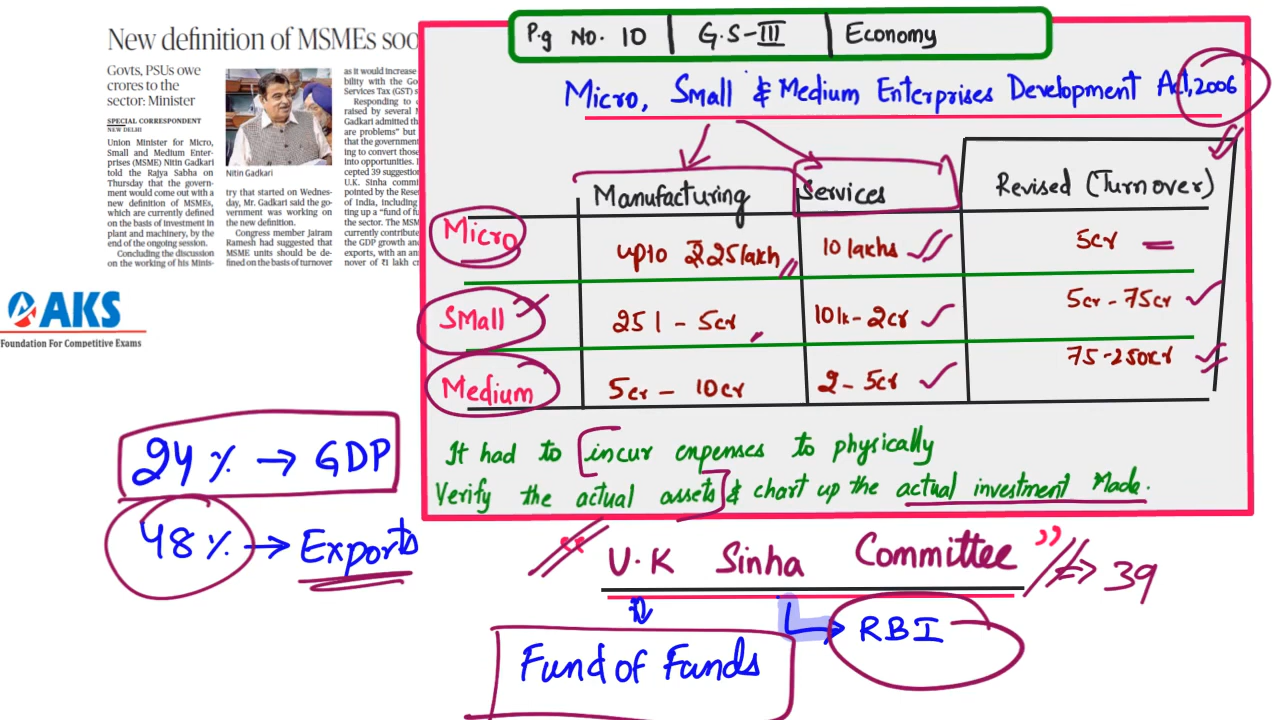 New definition of MSMEs soo
Govts, PSUs owe
crores to the
sector: Minister
SPECIAL CORRESPONDENT
NEW DELHI
Union Minister for Micro,
Small and Medium Enter-
prises (MSME) Nitin Gadkari
told the Rajya Sabha on
Thursday that the govern-
ment would come out with a
new definition of MSMEs,
which are currently defined
on the basis of investment in
plant and machinery, by the
end of the ongoing session.
Concluding the discussion
on the working of his Minis-
Nitin Gadkari
try that started on Wednes-
day, Mr. Gadkari said the go-
vernment was working on
the new definition.
Congress member Jairam
Ramesh had suggested that
MSME units should be de-
fined on the basis of turnover
as it would increase
bility with the Go
Services Tax (GST) s
Responding to
raised by several
Gadkari admitted th
are problems” but
that the government
ing to convert those
into opportunities.
cepted 39 suggestion
U.K. Sinha commi
pointed by the Reser
of India, including
ting up a “fund of fu
the sector. The MSM
currently contribute
the GDP growth and
exports, with an ann
nover of ₹1 lakh c
P.g No. 10 G.S-III Economy
Micro, Small & Medium Enterprises Development Act, 2006
Manufacturing Services Revised (Turnover)
Micro upto ₹25 lakh 10 lakhs 5cr
Small 25 l - 5cr 10 lk - 2cr 5cr - 75cr
Medium 5cr - 10cr 2 - 5cr 75 - 250cr
It had to incur expenses to physically
Verify the actual assets & chart up the actual investment Made.
AKS
Foundation For Competitive Exams
24 % → GDP
48 % → Exports
“ U.K Sinha Committee ” → 39
RBI
Fund of Funds